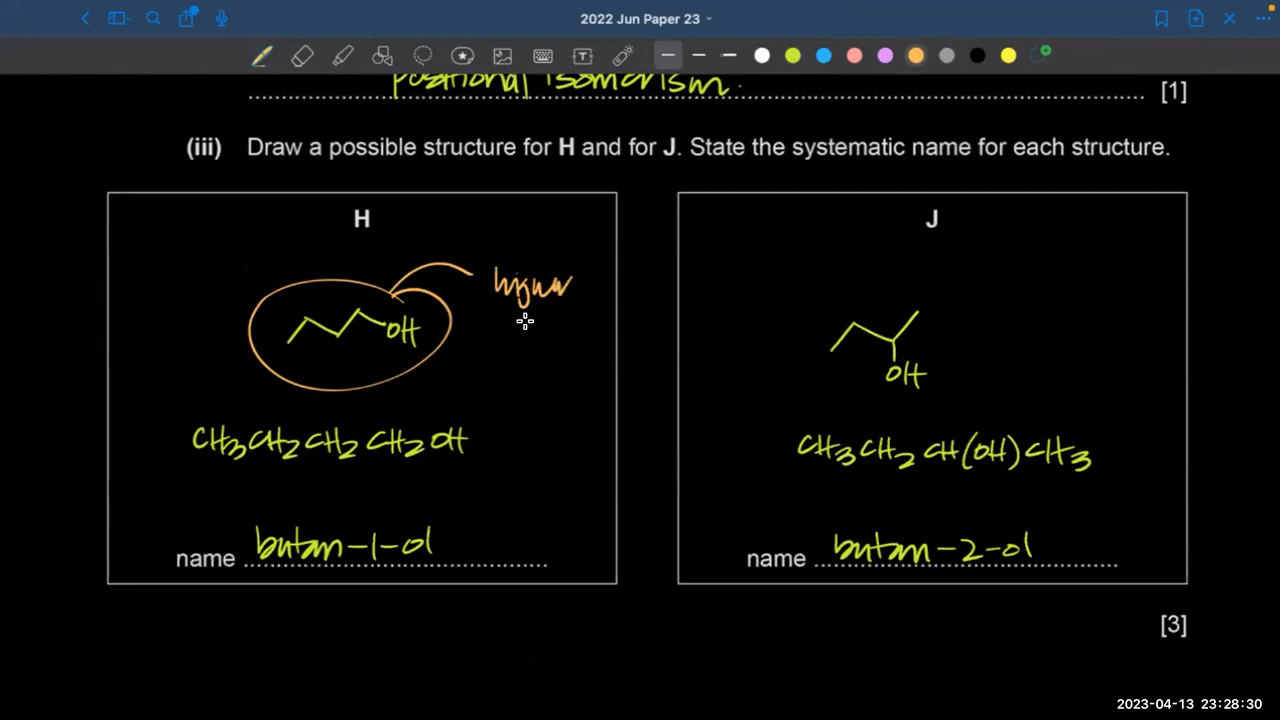 2022 Jun Paper 23
positional isomerism.
[1]
(iii) Draw a possible structure for H and for J. State the systematic name for each structure.
H
higher
OH
CH3CH2CH2CH2OH
name butan-1-ol
J
OH
CH3CH2CH(OH)CH3
name butan-2-ol
[3]
2023-04-13 23:28:30